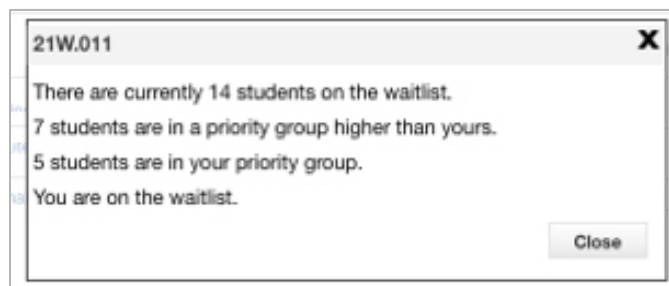 21W.011
X
There are currently 14 students on the waitlist.
7 students are in a priority group higher than yours.
5 students are in your priority group.
You are on the waitlist.
Close